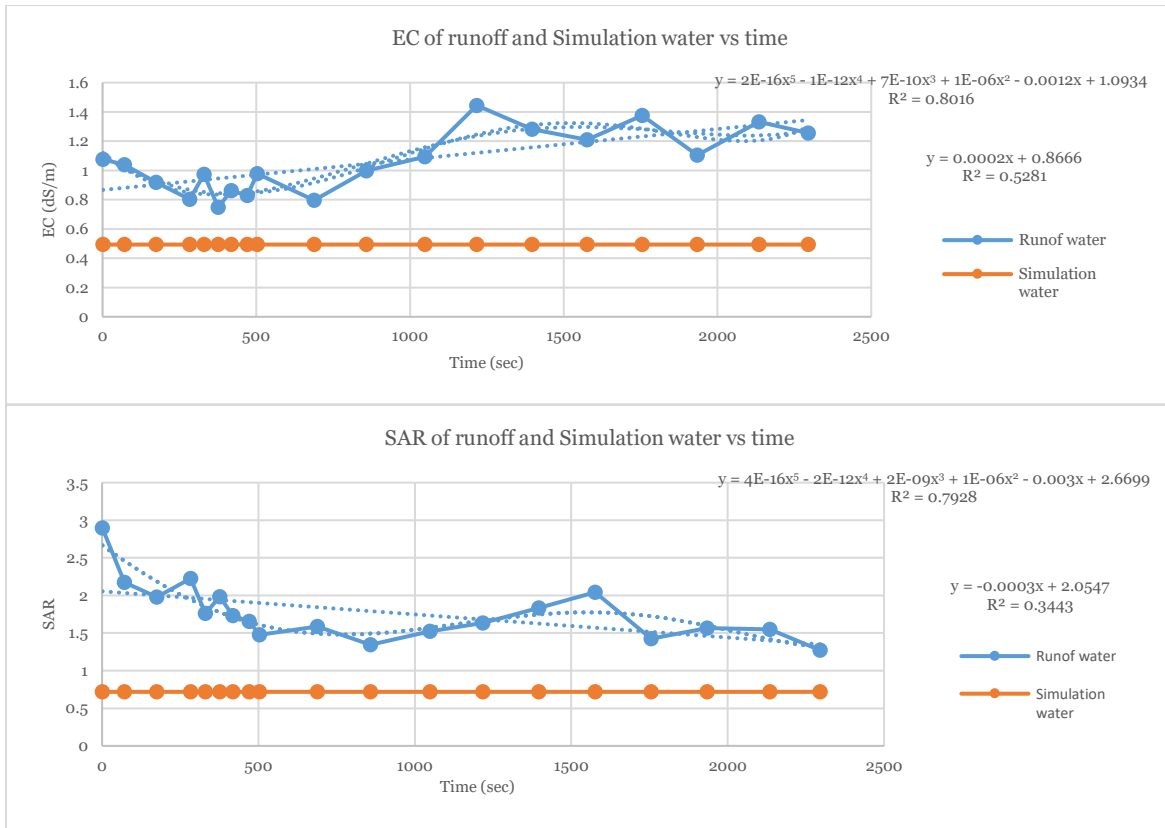 EC of runoff and Simulation water vs time
y = 2E-16x⁵ - 1E-12x⁴ + 7E-10x³ + 1E-06x² - 0.0012x + 1.0934
R² = 0.8016
y = 0.0002x + 0.8666
R² = 0.5281
EC (dS/m)
1.6
1.4
1.2
1
0.8
0.6
0.4
0.2
0
0 500 1000 1500 2000 2500
Time (sec)
Runof water
Simulation
water
SAR of runoff and Simulation water vs time
y = 4E-16x⁵ - 2E-12x⁴ + 2E-09x³ + 1E-06x² - 0.003x + 2.6699
R² = 0.7928
y = -0.0003x + 2.0547
R² = 0.3443
SAR
3.5
3
2.5
2
1.5
1
0.5
0
0 500 1000 1500 2000 2500
Time (sec)
Runof water
Simulation
water